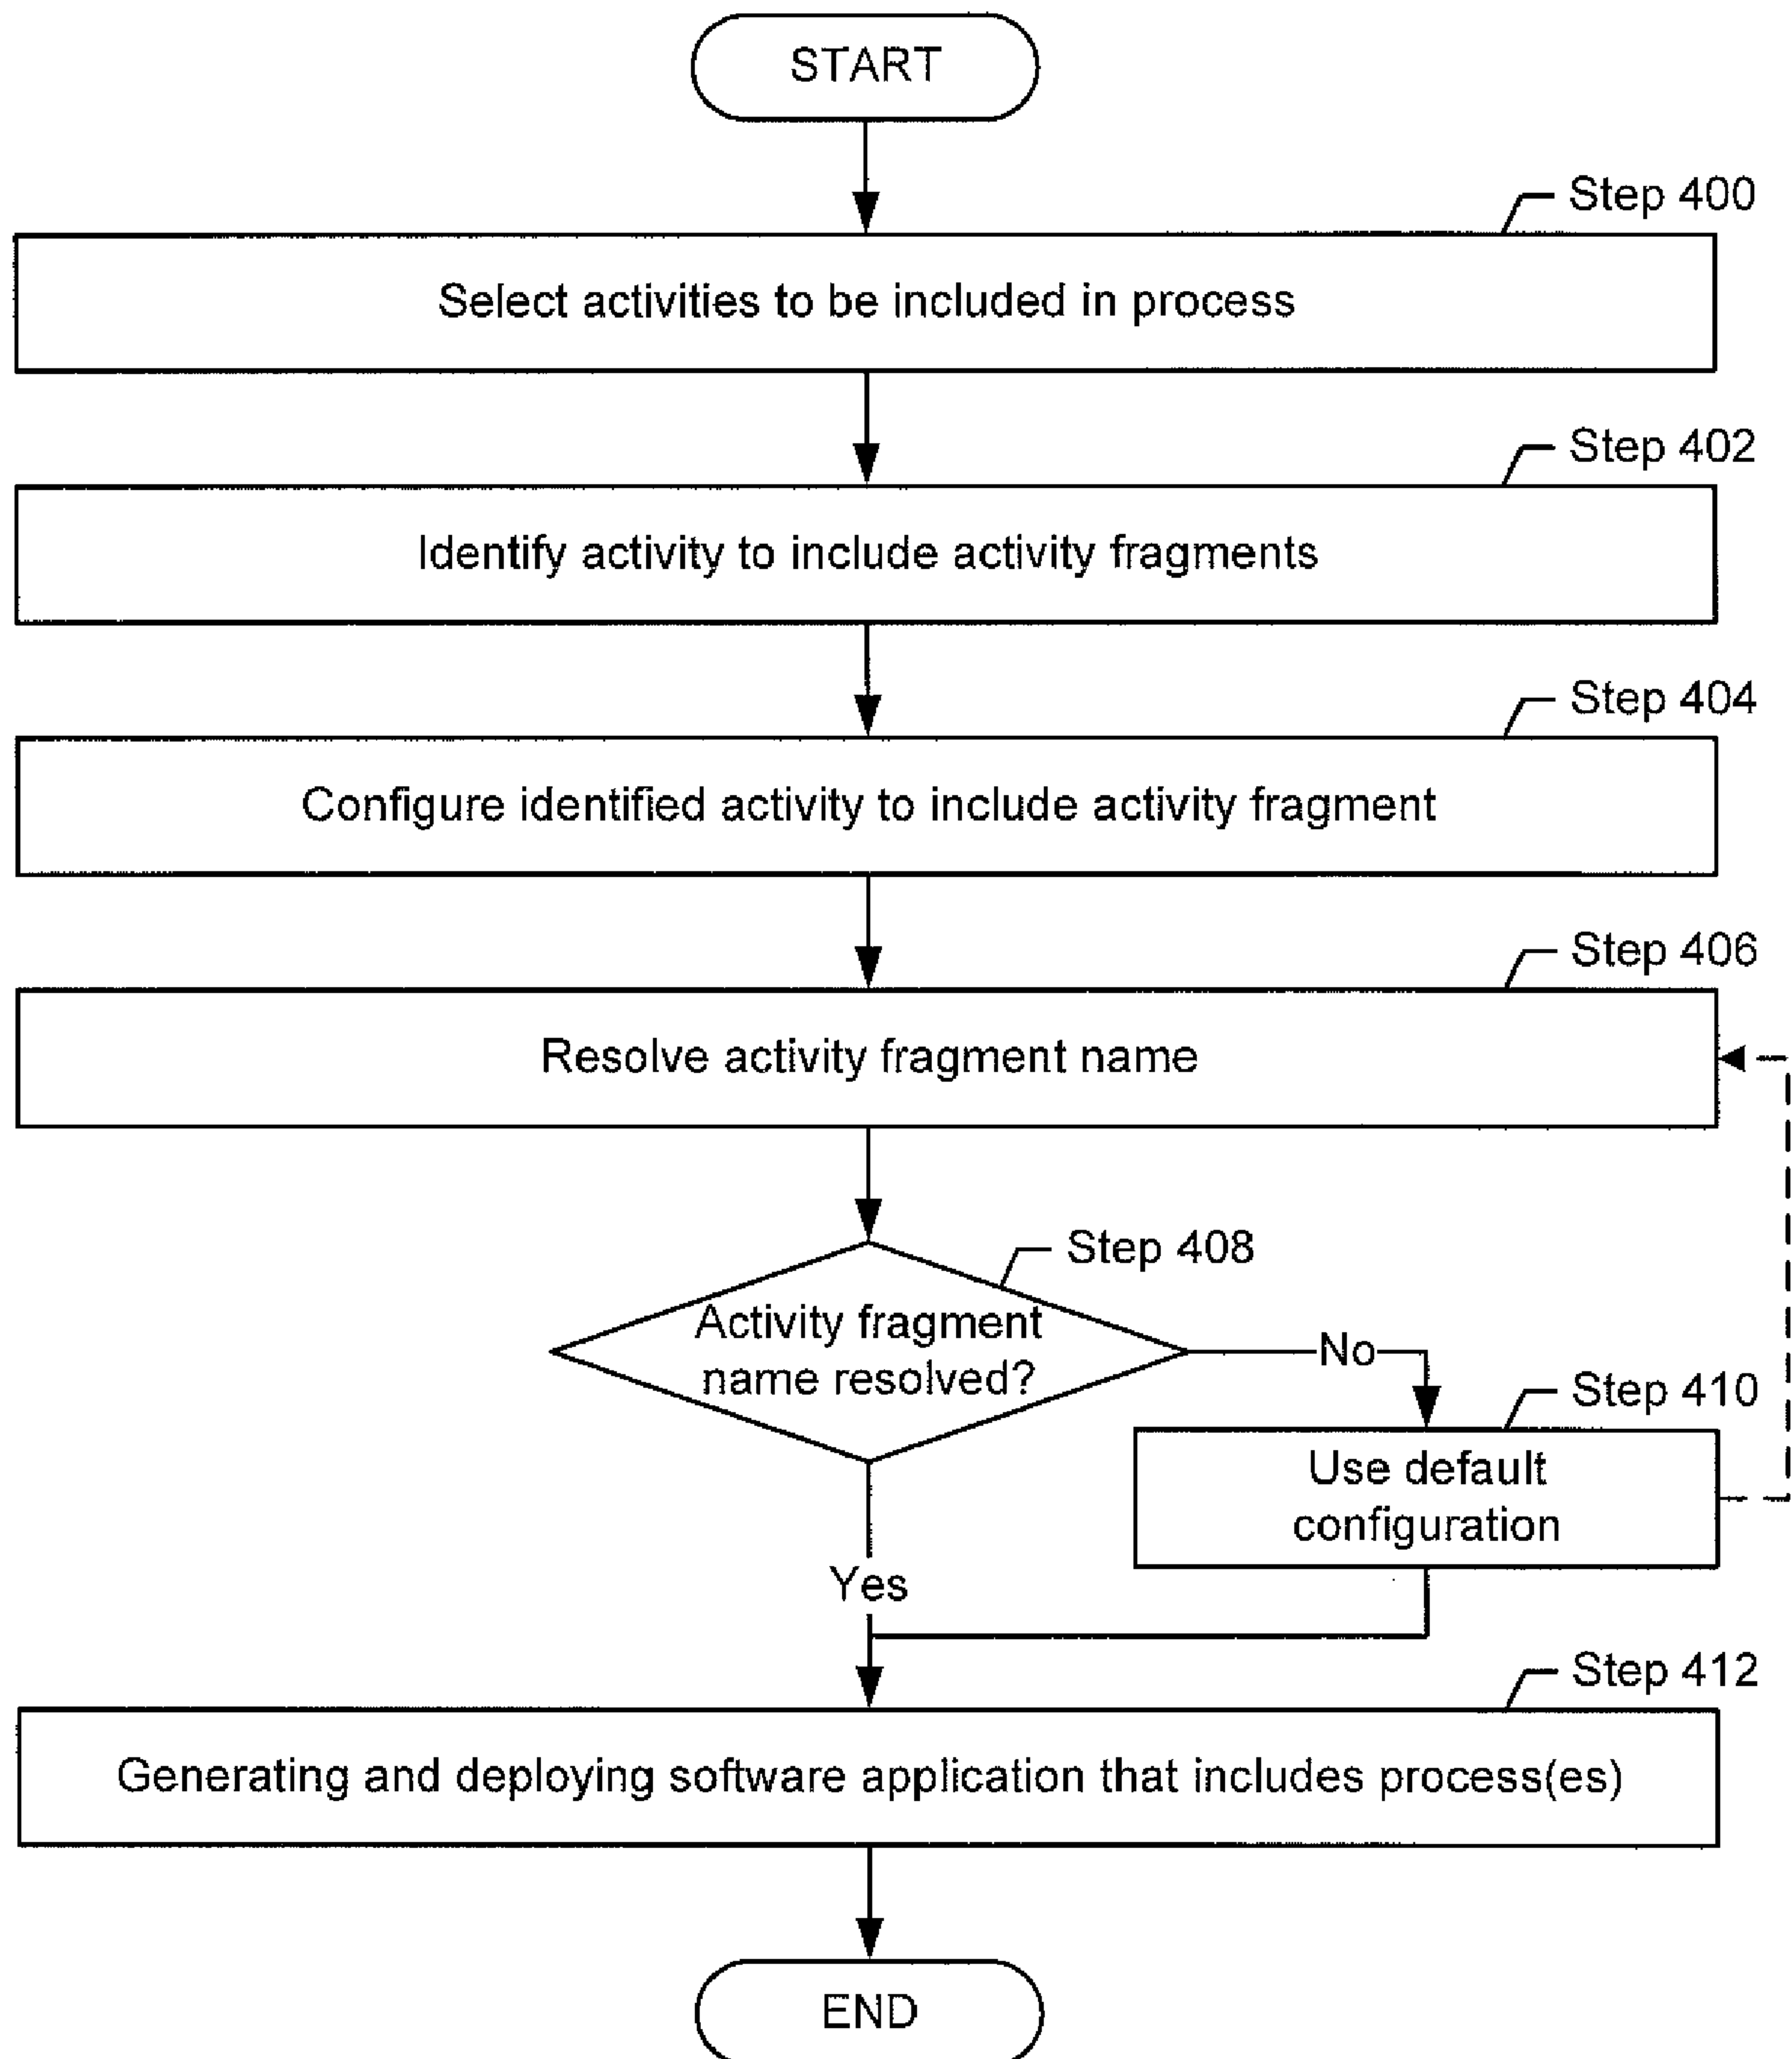 START
Step 400
Select activities to be included in process
Step 402
Identify activity to include activity fragments
Step 404
Configure identified activity to include activity fragment
Step 406
Resolve activity fragment name
Step 408
Activity fragment
name resolved?
No
Step 410
Use default
configuration
Yes
Step 412
Generating and deploying software application that includes process(es)
END